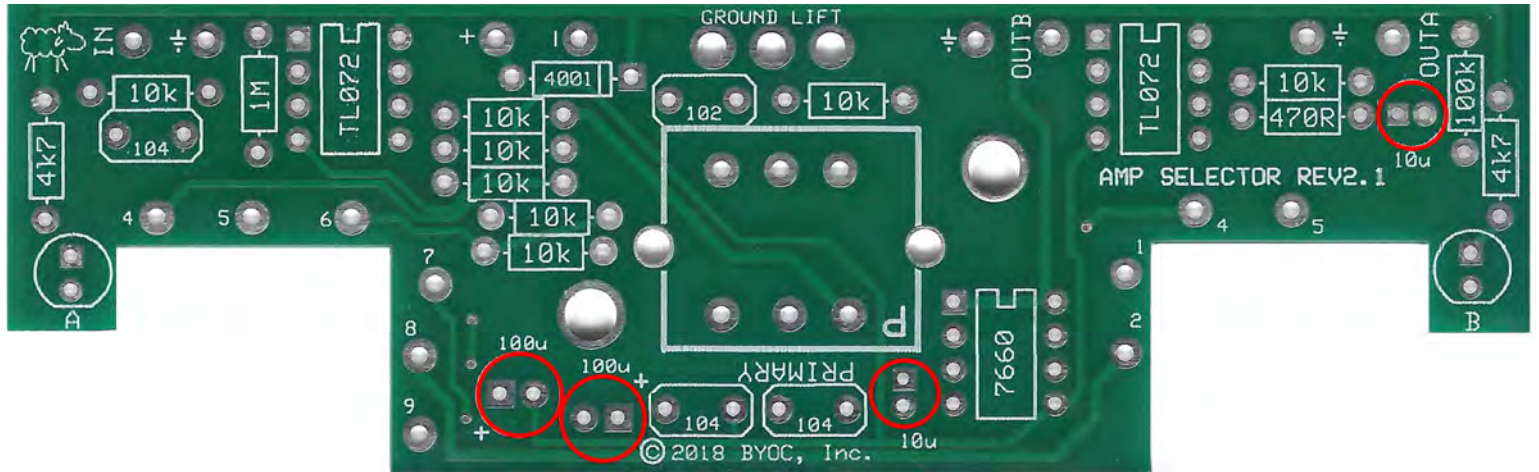 GROUND LIFT
IN
+
OUTB
OUTA
TL072
TL072
1M
4001
10k
104
102
10k
10k
470R
100k
10u
4k7
4k7
10k
10k
10k
10k
10k
AMP SELECTOR REV2.1
4
5
6
4
5
7
1
8
2
9
A
B
P
PRIMARY
7660
100u
100u
+
+
104
104
10u
© 2018 BYOC, Inc.